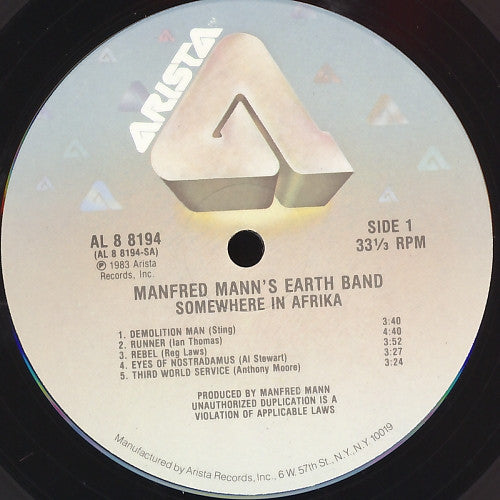 ARISTA
AL 8 8194
(AL 8 8194-SA)
℗ 1983 Arista
Records, Inc.
SIDE 1
33⅓ RPM
MANFRED MANN'S EARTH BAND
SOMEWHERE IN AFRIKA
1. DEMOLITION MAN (Sting) 3:40
2. RUNNER (Ian Thomas) 4:40
3. REBEL (Reg Laws) 3:52
4. EYES OF NOSTRADAMUS (Al Stewart) 3:27
5. THIRD WORLD SERVICE (Anthony Moore) 3:24
PRODUCED BY MANFRED MANN
UNAUTHORIZED DUPLICATION IS A
VIOLATION OF APPLICABLE LAWS
Manufactured by Arista Records, Inc., 6 W. 57th St., N.Y., N.Y. 10019